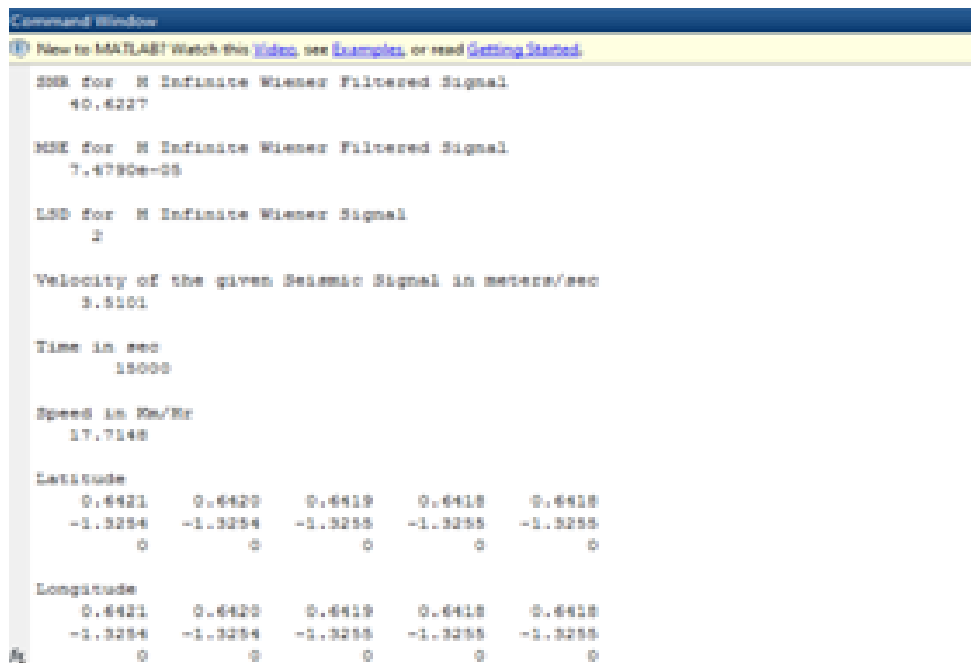 Command Window
New to MATLAB? Watch this Video, see Examples, or read Getting Started.
SNR for H Infinite Wiener Filtered Signal
40.6227
MSE for H Infinite Wiener Filtered Signal
7.4790e-05
LSD for H Infinite Wiener Signal
2
Velocity of the given Seismic Signal in meters/sec
3.5101
Time in sec
15000
Speed in Km/Hr
17.7148
Latitude
0.6421 0.6420 0.6419 0.6418 0.6418
-1.3254 -1.3254 -1.3255 -1.3255 -1.3255
0 0 0 0 0
Longitude
0.6421 0.6420 0.6419 0.6418 0.6418
-1.3254 -1.3254 -1.3255 -1.3255 -1.3255
0 0 0 0 0